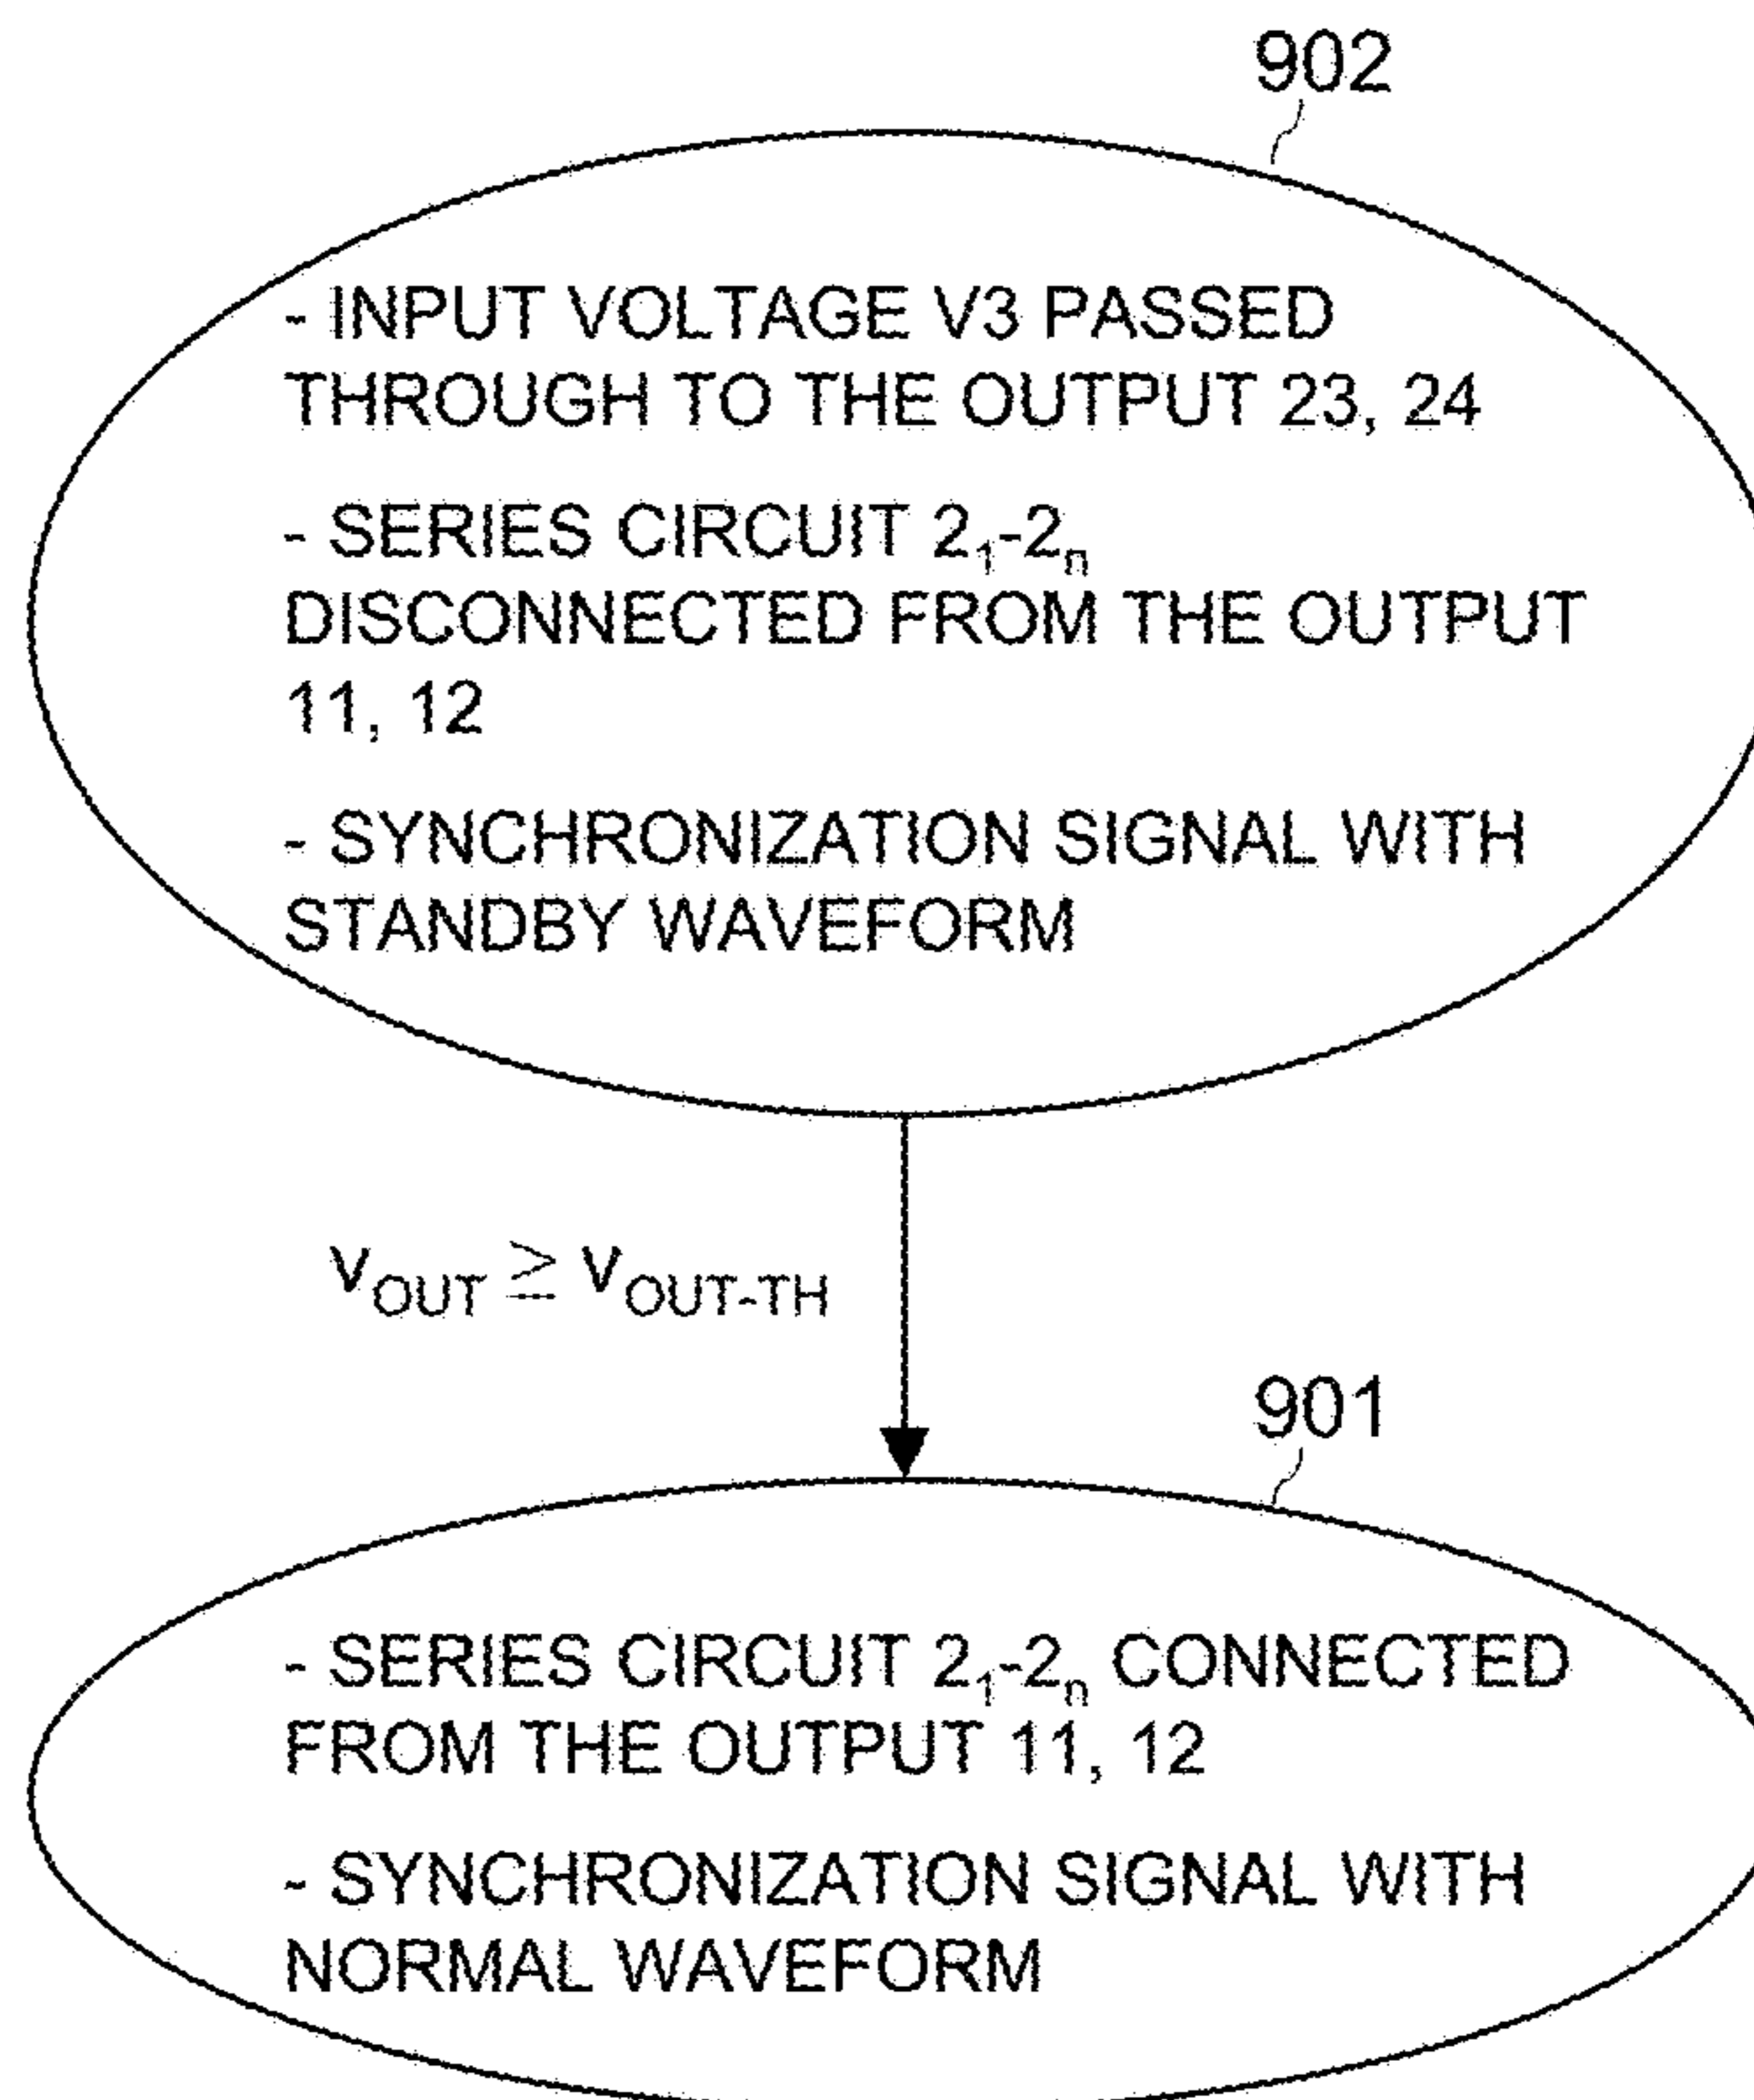 902
- INPUT VOLTAGE V3 PASSED
THROUGH TO THE OUTPUT 23, 24
- SERIES CIRCUIT 2₁-2ₙ
DISCONNECTED FROM THE OUTPUT
11, 12
- SYNCHRONIZATION SIGNAL WITH
STANDBY WAVEFORM
V_OUT ≧ V_OUT-TH
901
- SERIES CIRCUIT 2₁-2ₙ CONNECTED
FROM THE OUTPUT 11, 12
- SYNCHRONIZATION SIGNAL WITH
NORMAL WAVEFORM